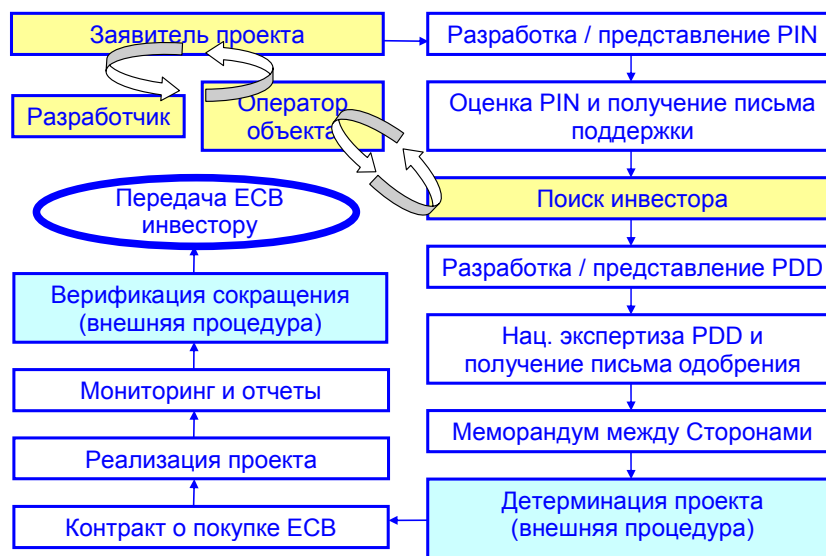 Заявитель проекта
Разработчик
Оператор
объекта
Разработка / представление PIN
Оценка PIN и получение письма
поддержки
Поиск инвестора
Разработка / представление PDD
Нац. экспертиза PDD и
получение письма одобрения
Меморандум между Сторонами
Детерминация проекта
(внешняя процедура)
Контракт о покупке ЕСВ
Реализация проекта
Мониторинг и отчеты
Верификация сокращения
(внешняя процедура)
Передача ЕСВ
инвестору